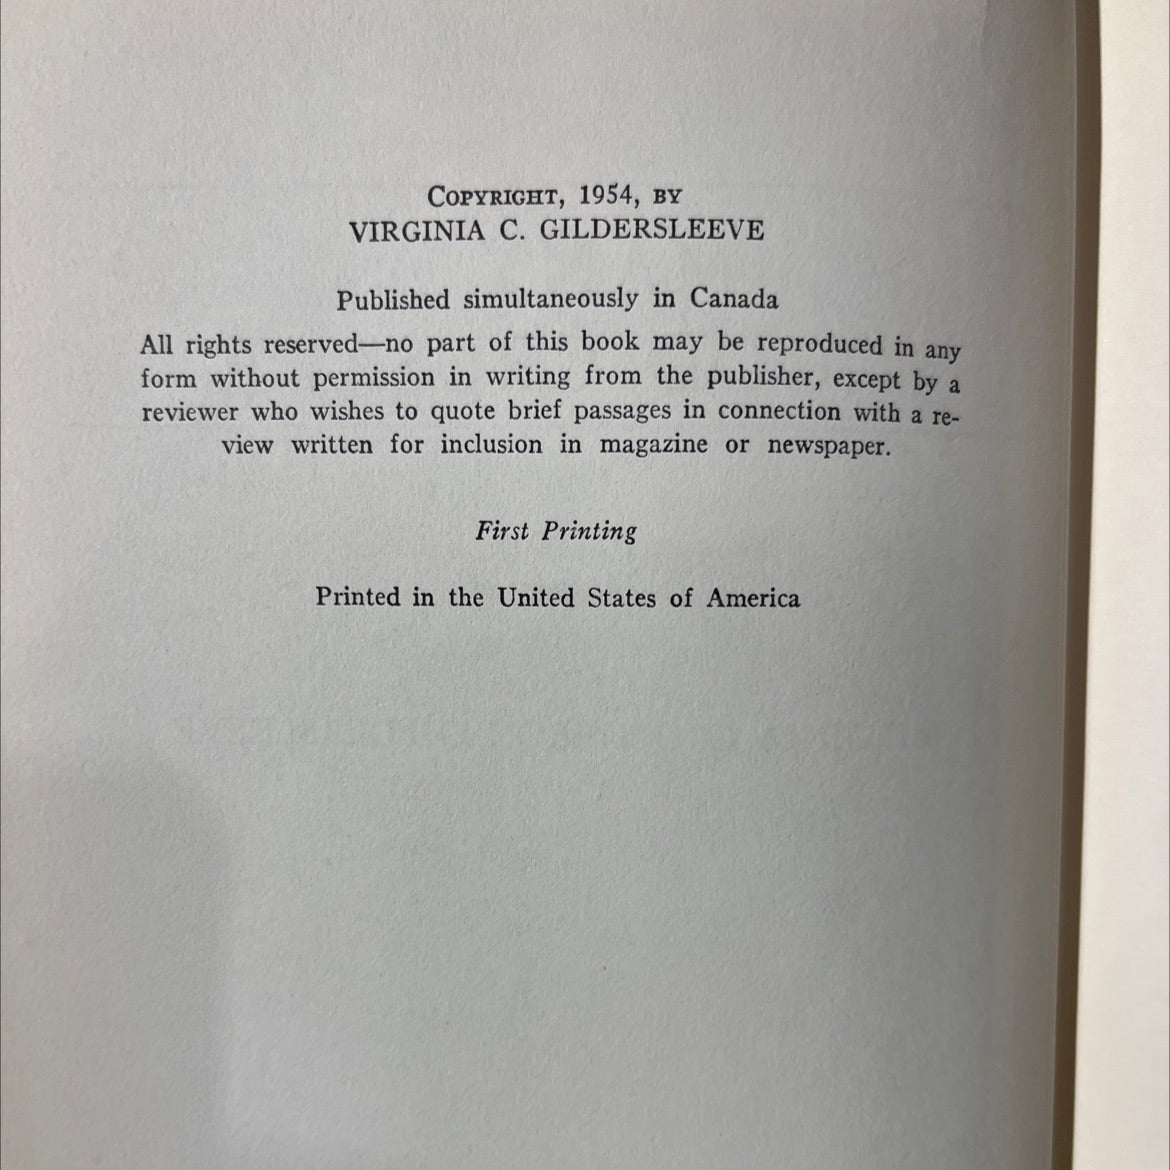 COPYRIGHT, 1954, BY
VIRGINIA C. GILDERSLEEVE
Published simultaneously in Canada
All rights reserved—no part of this book may be reproduced in any
form without permission in writing from the publisher, except by a
reviewer who wishes to quote brief passages in connection with a re-
view written for inclusion in magazine or newspaper.
First Printing
Printed in the United States of America